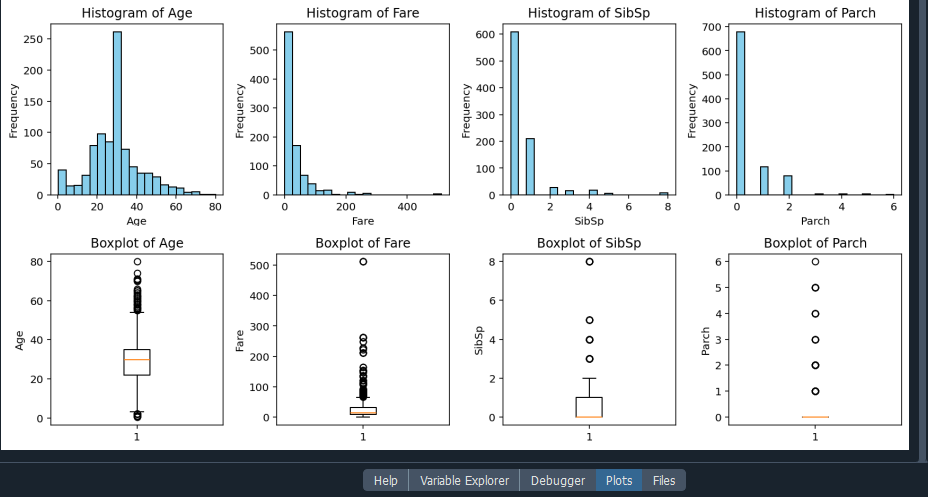 Histogram of Age Histogram of Fare Histogram of SibSp Histogram of Parch
Frequency
250
200
150
100
50
0
0 20 40 60 80
Age
Frequency
500
400
300
200
100
0
0 200 400
Fare
Frequency
600
500
400
300
200
100
0
0 2 4 6 8
SibSp
Frequency
700
600
500
400
300
200
100
0
0 2 4 6
Parch
Boxplot of Age Boxplot of Fare Boxplot of SibSp Boxplot of Parch
Age
80
60
40
20
0
1
Fare
500
400
300
200
100
0
1
SibSp
8
6
4
2
0
1
Parch
6
5
4
3
2
1
0
1
Help Variable Explorer Debugger Plots Files